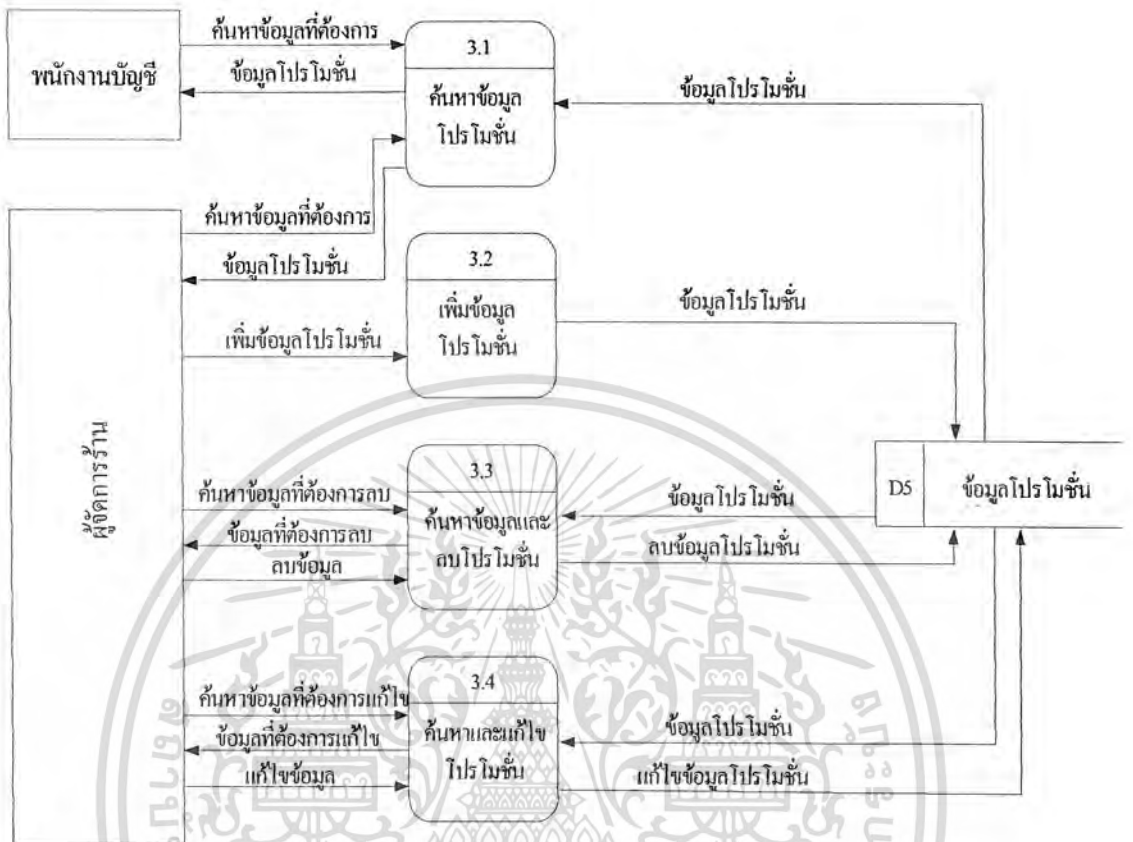 ค้นหาข้อมูลที่ต้องการ
พนักงานบัญชี
ข้อมูลโปรโมชั่น
3.1
ค้นหาข้อมูล
โปรโมชั่น
ข้อมูลโปรโมชั่น
ค้นหาข้อมูลที่ต้องการ
ข้อมูลโปรโมชั่น
3.2
เพิ่มข้อมูล
โปรโมชั่น
ข้อมูลโปรโมชั่น
เพิ่มข้อมูลโปรโมชั่น
ผู้จัดการร้าน
ค้นหาข้อมูลที่ต้องการลบ
ข้อมูลที่ต้องการลบ
ลบข้อมูล
3.3
ค้นหาข้อมูลและ
ลบโปรโมชั่น
ข้อมูลโปรโมชั่น
ลบข้อมูลโปรโมชั่น
D5
ข้อมูลโปรโมชั่น
ค้นหาข้อมูลที่ต้องการแก้ไข
ข้อมูลที่ต้องการแก้ไข
แก้ไขข้อมูล
3.4
ค้นหาและแก้ไข
โปรโมชั่น
ข้อมูลโปรโมชั่น
แก้ไขข้อมูลโปรโมชั่น